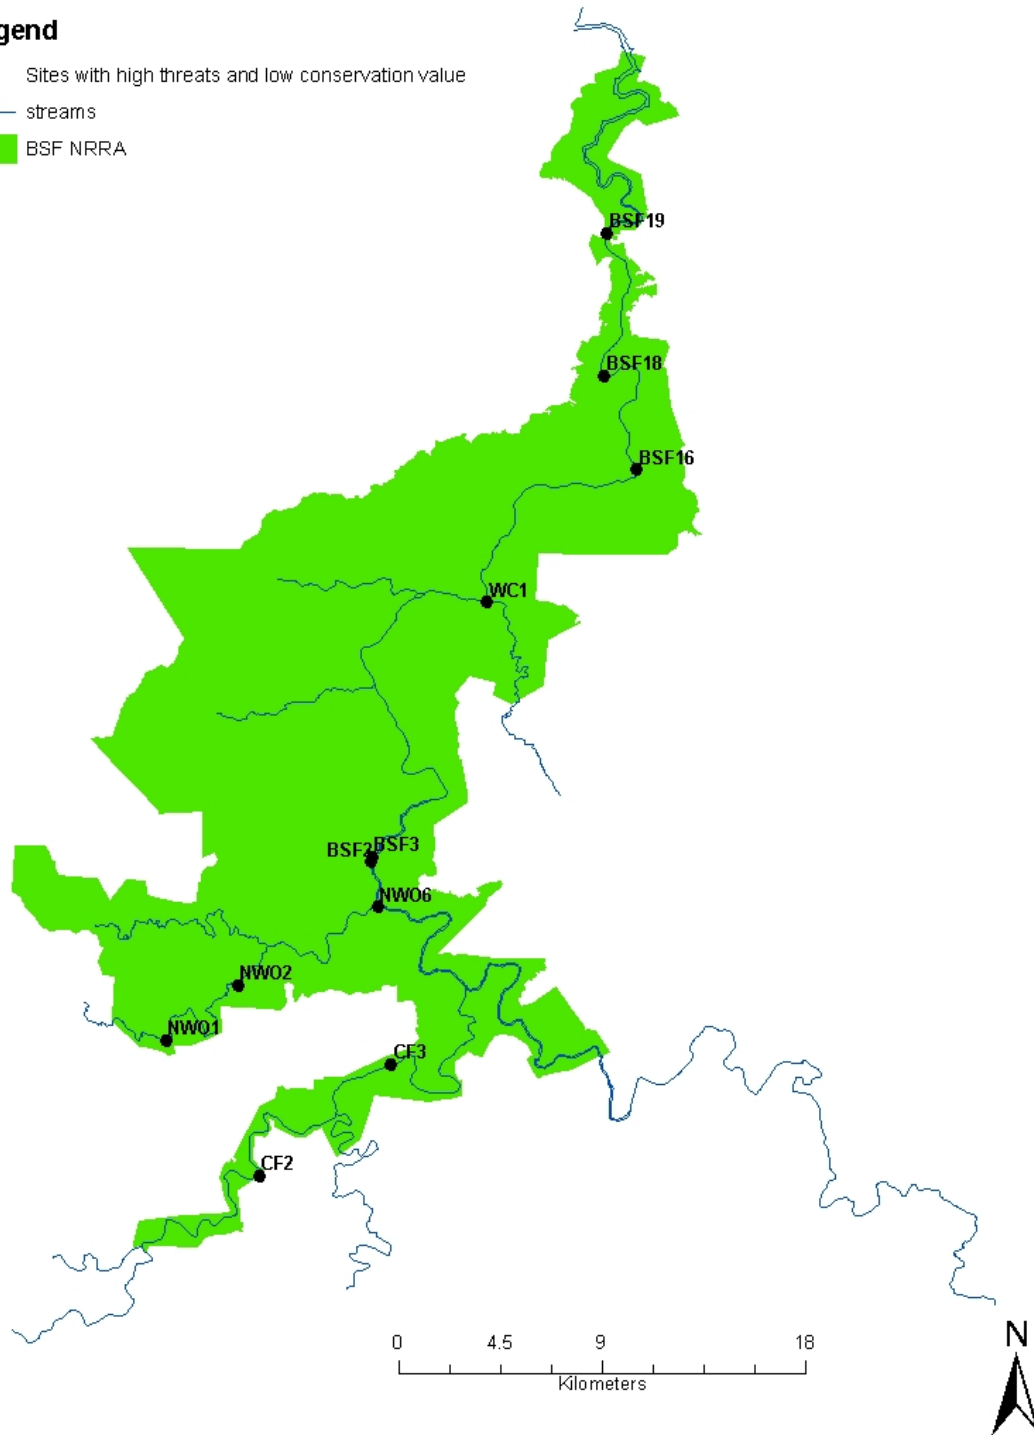 gend
Sites with high threats and low conservation value
streams
BSF NRRA
BSF19
BSF18
BSF16
WC1
BSF2
BSF3
NWO6
NWO2
NWO1
CF3
CF2
0 4.5 9 18
Kilometers
N